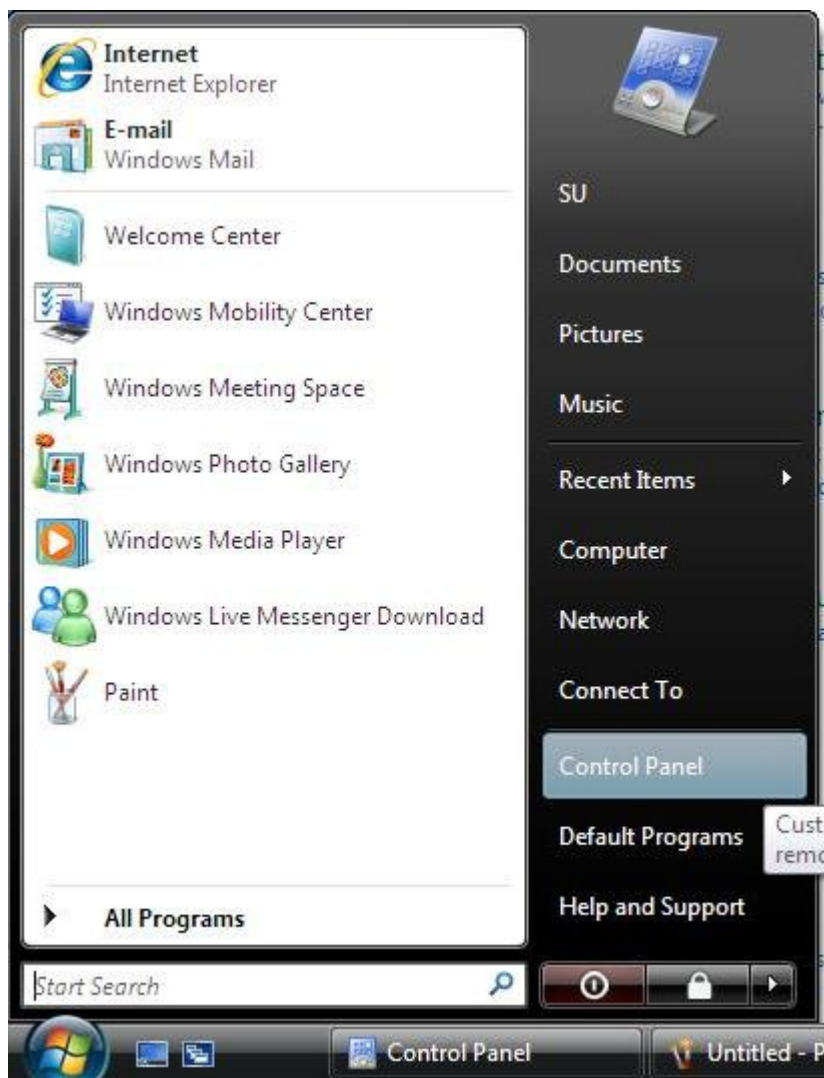 Internet
Internet Explorer
E-mail
Windows Mail
Welcome Center
Windows Mobility Center
Windows Meeting Space
Windows Photo Gallery
Windows Media Player
Windows Live Messenger Download
Paint
All Programs
Start Search
SU
Documents
Pictures
Music
Recent Items
Computer
Network
Connect To
Control Panel
Default Programs
Help and Support
Cust
remo
Control Panel
Untitled - P